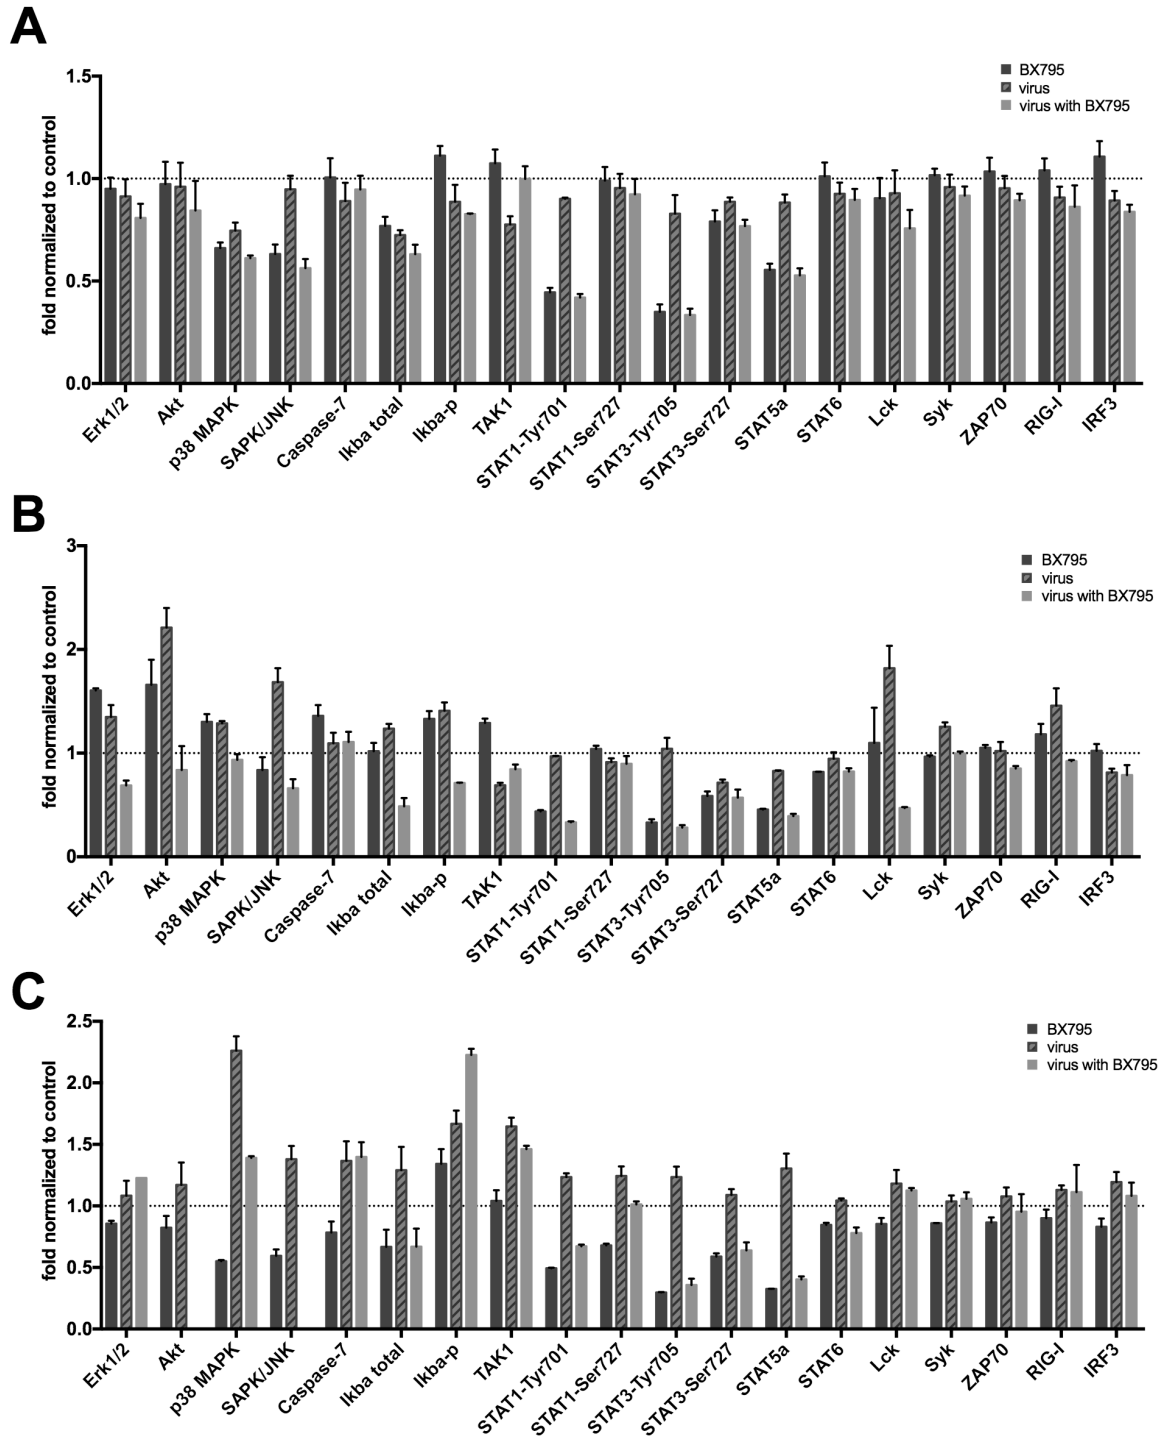 A
fold normalized to control
1.5
1.0
0.5
0.0
BX795
virus
virus with BX795
Erk1/2
Akt
p38 MAPK
SAPK/JNK
Caspase-7
Ikba total
Ikba-p
TAK1
STAT1-Tyr701
STAT1-Ser727
STAT3-Tyr705
STAT3-Ser727
STAT5a
STAT6
Lck
Syk
ZAP70
RIG-I
IRF3
B
fold normalized to control
3
2
1
0
BX795
virus
virus with BX795
Erk1/2
Akt
p38 MAPK
SAPK/JNK
Caspase-7
Ikba total
Ikba-p
TAK1
STAT1-Tyr701
STAT1-Ser727
STAT3-Tyr705
STAT3-Ser727
STAT5a
STAT6
Lck
Syk
ZAP70
RIG-I
IRF3
C
fold normalized to control
2.5
2.0
1.5
1.0
0.5
0.0
BX795
virus
virus with BX795
Erk1/2
Akt
p38 MAPK
SAPK/JNK
Caspase-7
Ikba total
Ikba-p
TAK1
STAT1-Tyr701
STAT1-Ser727
STAT3-Tyr705
STAT3-Ser727
STAT5a
STAT6
Lck
Syk
ZAP70
RIG-I
IRF3